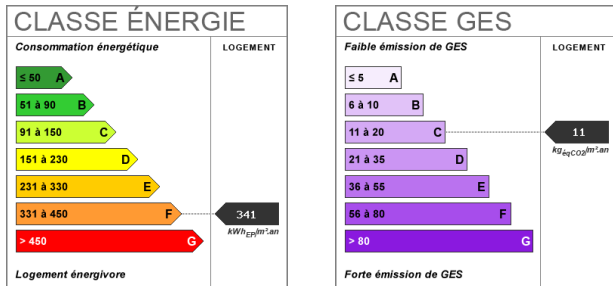 CLASSE ÉNERGIE
Consommation énergétique
LOGEMENT
≤ 50 A
51 à 90 B
91 à 150 C
151 à 230 D
231 à 330 E
331 à 450 F
341
kWhEP/m².an
> 450 G
Logement énergivore
CLASSE GES
Faible émission de GES
LOGEMENT
≤ 5 A
6 à 10 B
11 à 20 C
11
kgéqCO2/m².an
21 à 35 D
36 à 55 E
56 à 80 F
> 80 G
Forte émission de GES